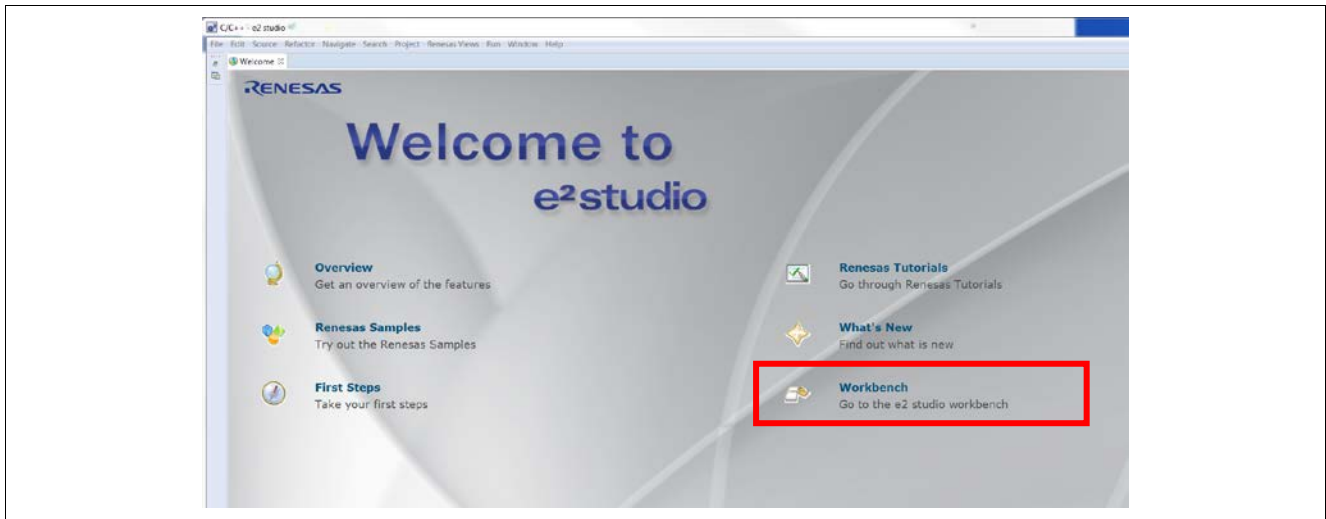 C/C++ - e2 studio
File Edit Source Refactor Navigate Search Project Renesas Views Run Window Help
Welcome
RENESAS
Welcome to
e² studio
Overview
Get an overview of the features
Renesas Samples
Try out the Renesas Samples
First Steps
Take your first steps
Renesas Tutorials
Go through Renesas Tutorials
What's New
Find out what is new
Workbench
Go to the e2 studio workbench